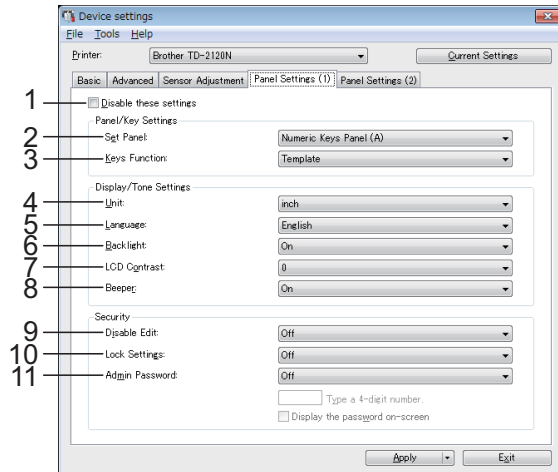 Device settings
File Tools Help
Printer: Brother TD-2120N Current Settings
Basic Advanced Sensor Adjustment Panel Settings (1) Panel Settings (2)
1 Disable these settings
Panel/Key Settings
2 Set Panel: Numeric Keys Panel (A)
3 Keys Function: Template
Display/Tone Settings
4 Unit: inch
5 Language: English
6 Backlight: On
7 LCD Contrast: 0
8 Beeper: On
Security
9 Disable Edit: Off
10 Lock Settings: Off
11 Admin Password: Off
Type a 4-digit number.
Display the password on-screen
Apply Exit